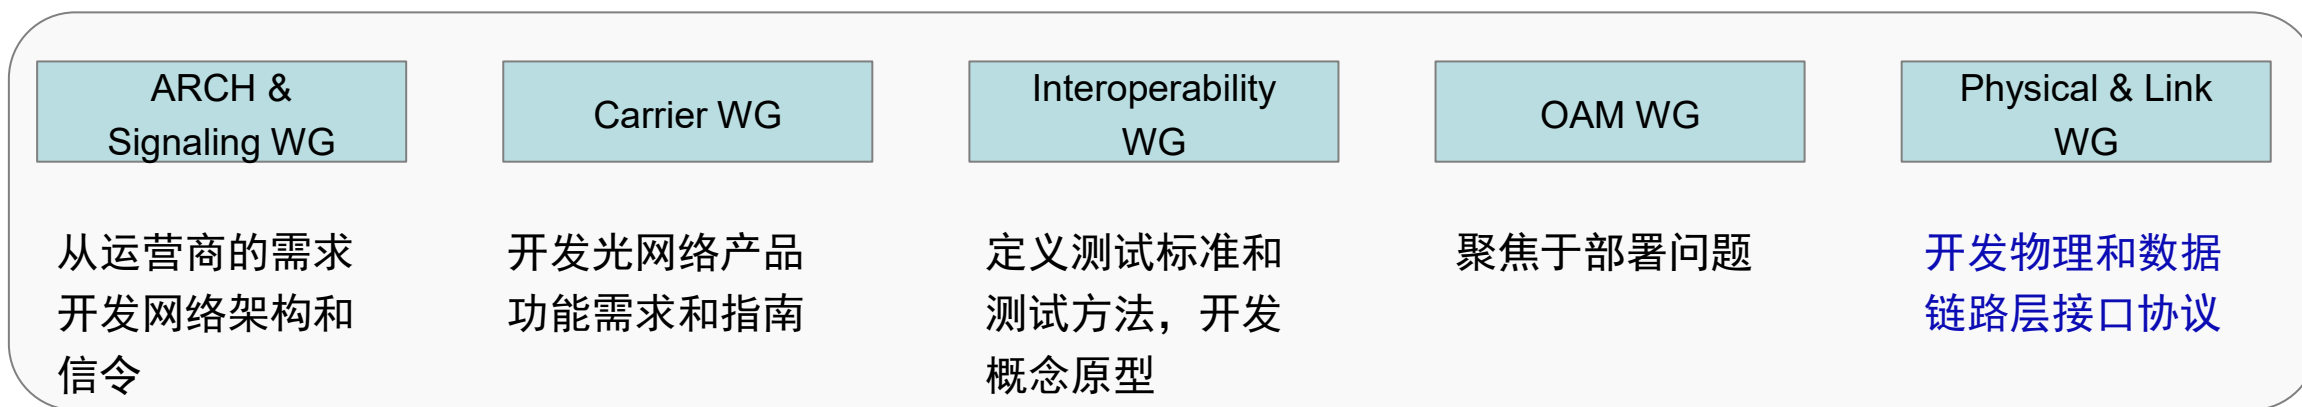 ARCH &
Signaling WG
Carrier WG
Interoperability
WG
OAM WG
Physical & Link
WG
从运营商的需求
开发网络架构和
信令
开发光网络产品
功能需求和指南
定义测试标准和
测试方法，开发
概念原型
聚焦于部署问题
开发物理和数据
链路层接口协议